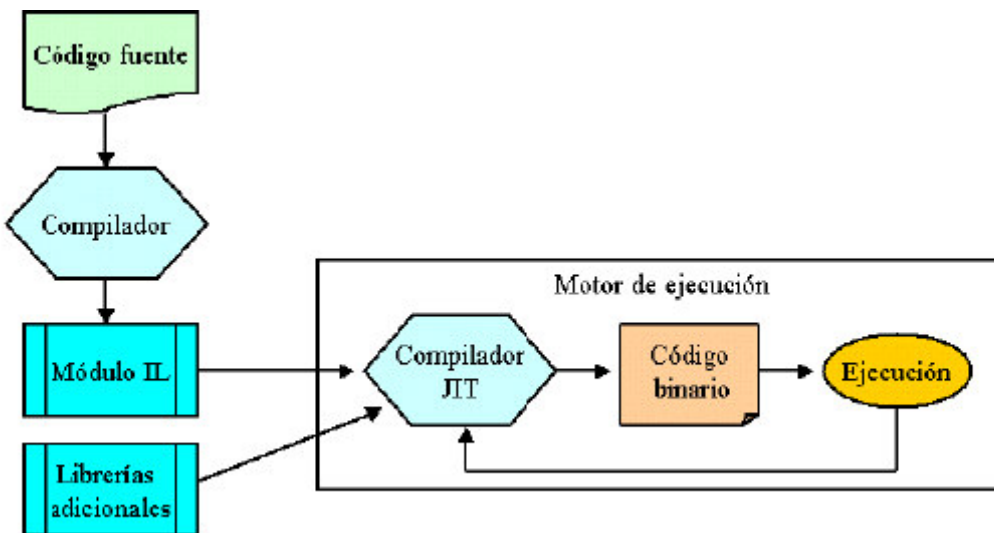 Código fuente
Compilador
Motor de ejecución
Módulo IL
Compilador
JIT
Código
binario
Ejecución
Librerías
adicionales